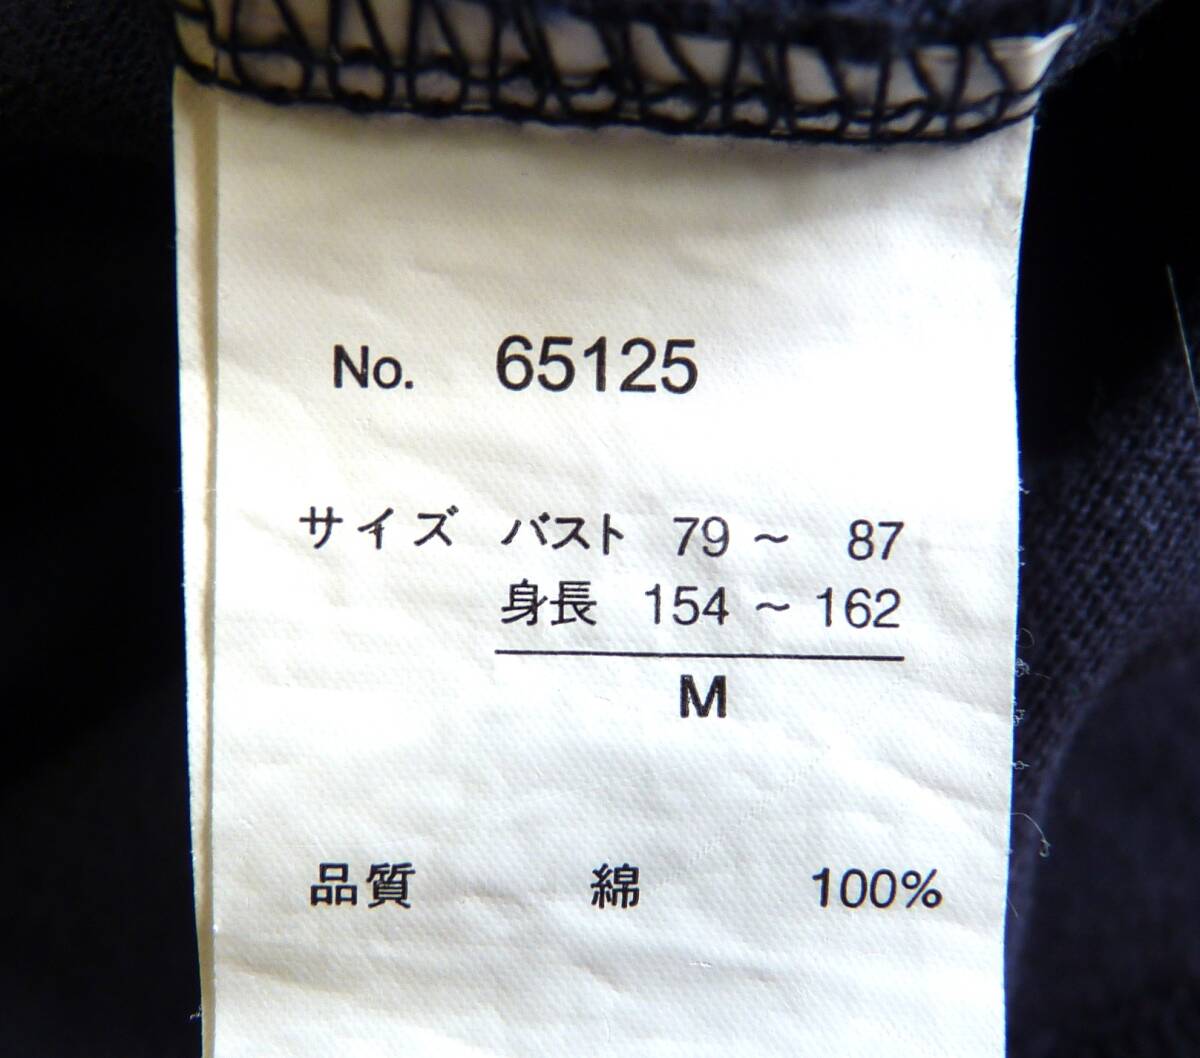 No. 65125
サイズ バスト 79 ~ 87
身長 154 ~ 162
M
品質 綿 100%